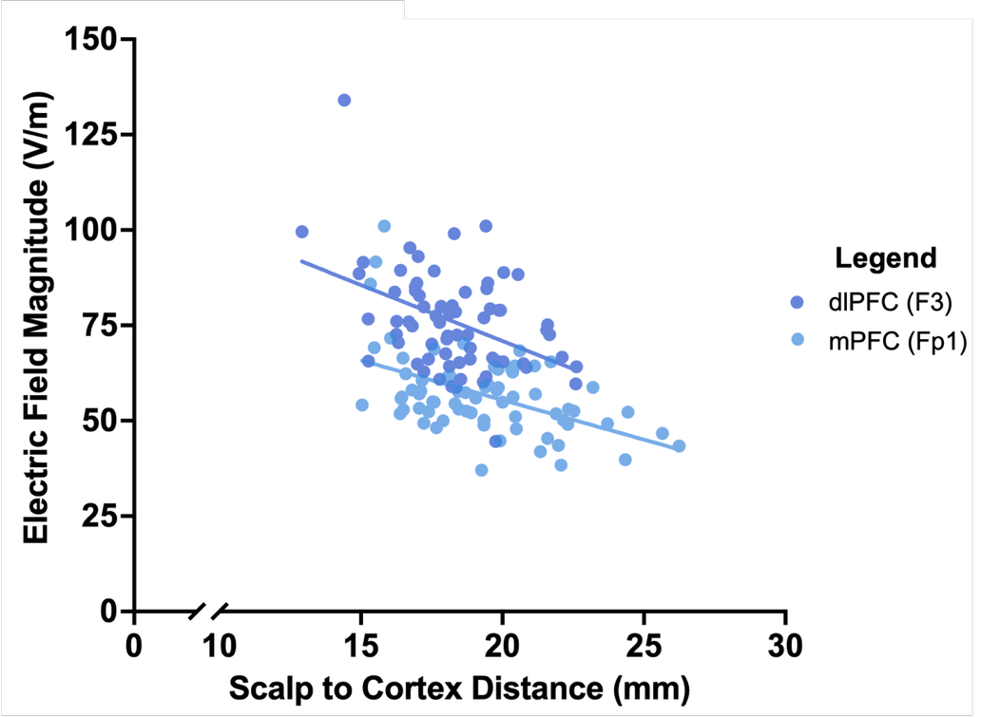 150
125
100
75
50
25
0
Electric Field Magnitude (V/m)
0 10 15 20 25 30
Scalp to Cortex Distance (mm)
Legend
dlPFC (F3)
mPFC (Fp1)